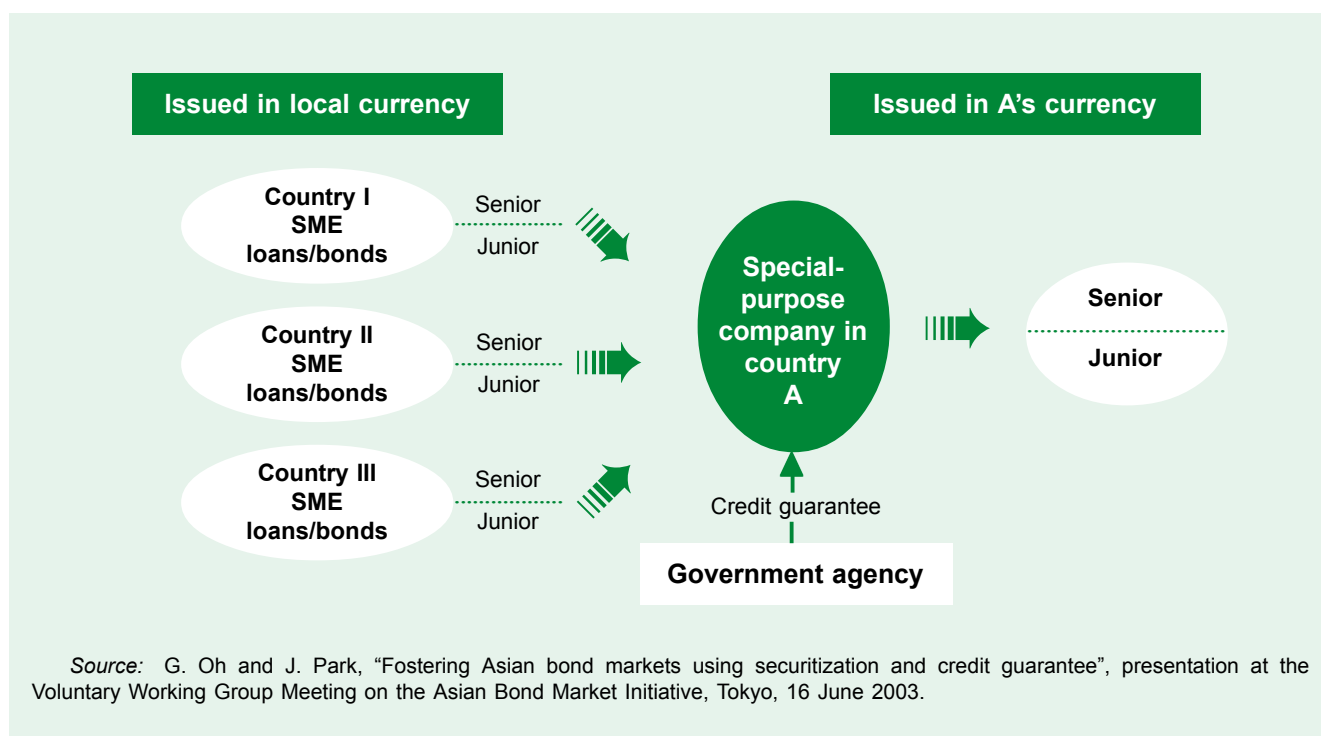 Issued in local currency
Issued in A's currency
Country I
SME
loans/bonds
Senior
Junior
Country II
SME
loans/bonds
Senior
Junior
Country III
SME
loans/bonds
Senior
Junior
Special-
purpose
company in
country
A
Credit guarantee
Government agency
Senior
Junior
Source: G. Oh and J. Park, “Fostering Asian bond markets using securitization and credit guarantee”, presentation at the
Voluntary Working Group Meeting on the Asian Bond Market Initiative, Tokyo, 16 June 2003.